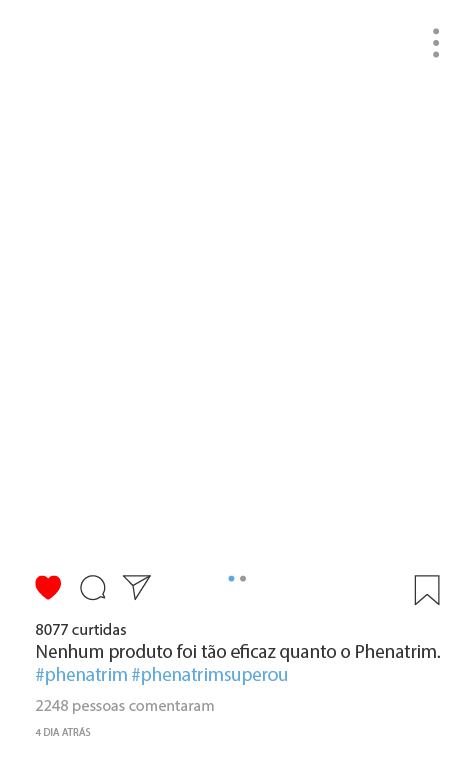 8077 curtidas
Nenhum produto foi tão eficaz quanto o Phenatrim.
#phenatrim #phenatrimsuperou
2248 pessoas comentaram
4 DIA ATRÁS